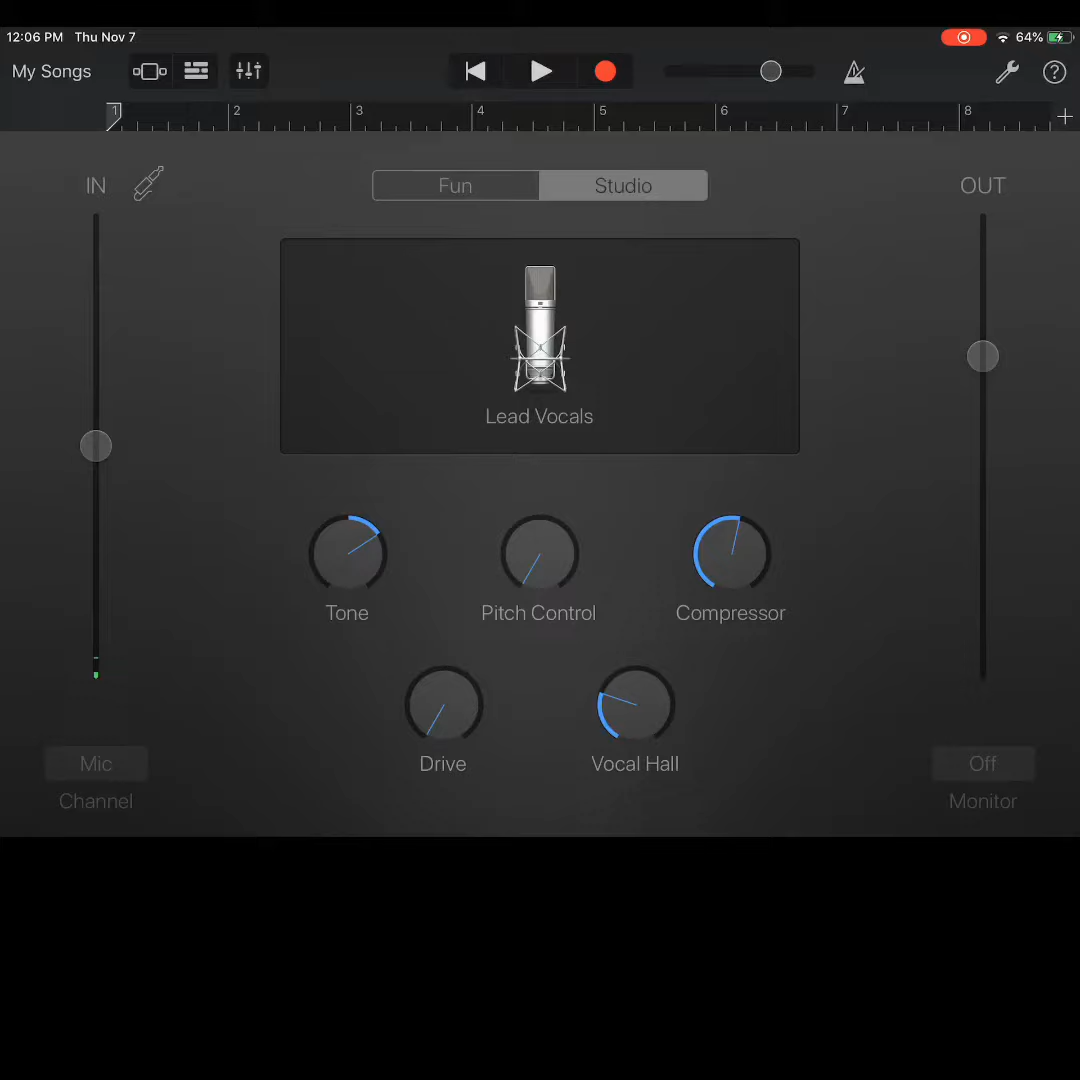 12:06 PM Thu Nov 7 64%
My Songs
1 2 3 4 5 6 7 8 +
IN Fun Studio OUT
Lead Vocals
Tone Pitch Control Compressor
Drive Vocal Hall
Mic Off
Channel Monitor